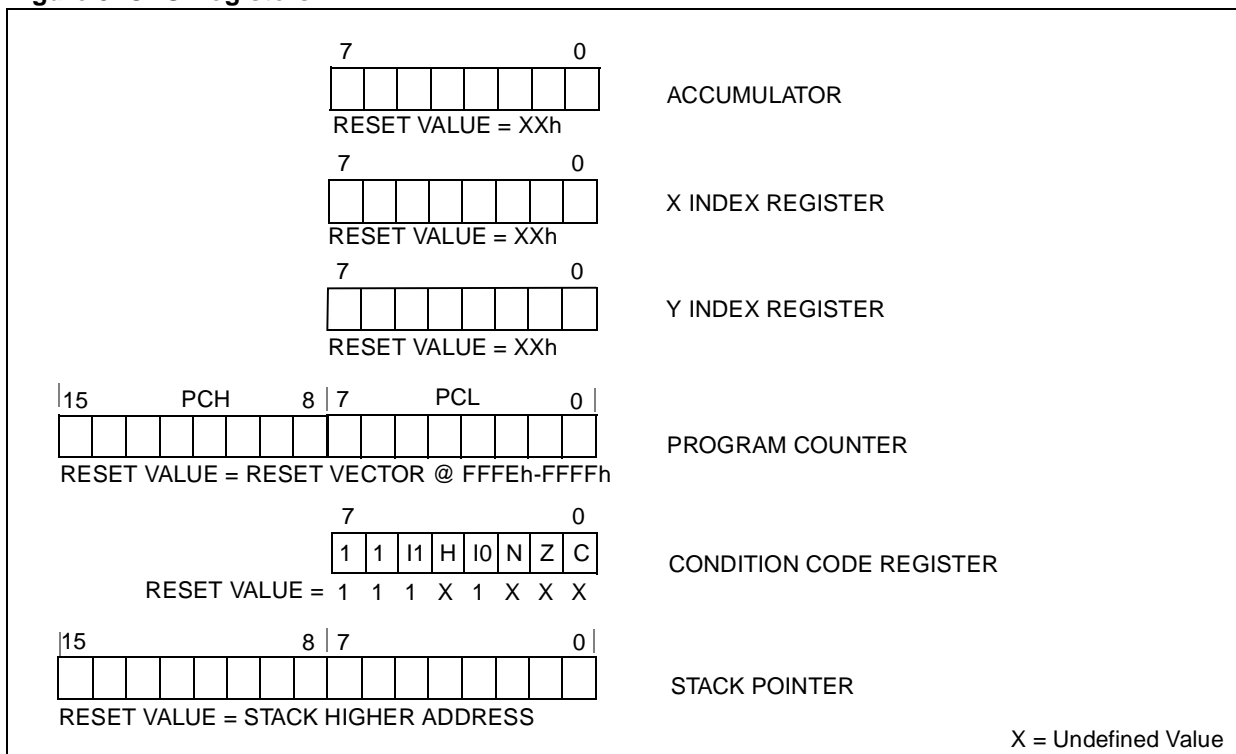 7 0
ACCUMULATOR
RESET VALUE = XXh
7 0
X INDEX REGISTER
RESET VALUE = XXh
7 0
Y INDEX REGISTER
RESET VALUE = XXh
15 PCH 8 7 PCL 0
PROGRAM COUNTER
RESET VALUE = RESET VECTOR @ FFFEh-FFFFh
7 0
1 1 I1 H I0 N Z C
CONDITION CODE REGISTER
RESET VALUE = 1 1 1 X 1 X X X
15 8 7 0
STACK POINTER
RESET VALUE = STACK HIGHER ADDRESS
X = Undefined Value